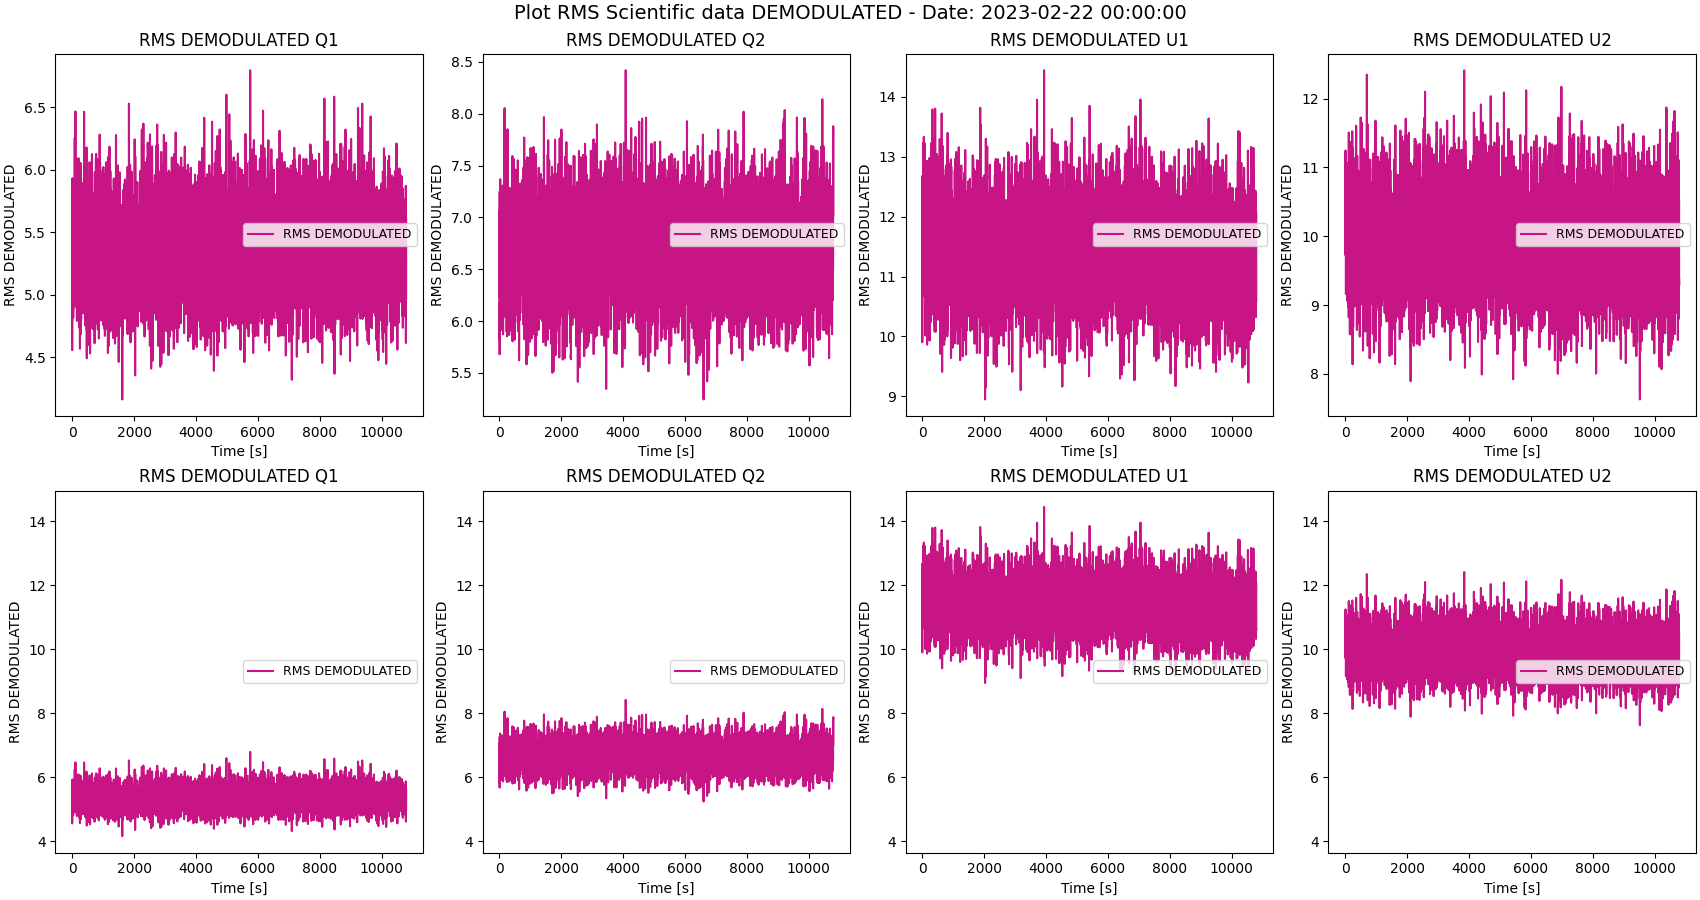 Plot RMS Scientific data DEMODULATED - Date: 2023-02-22 00:00:00
RMS DEMODULATED Q1
RMS DEMODULATED
6.5
6.0
5.5
5.0
4.5
RMS DEMODULATED
0 2000 4000 6000 8000 10000
Time [s]
RMS DEMODULATED Q2
RMS DEMODULATED
8.5
8.0
7.5
7.0
6.5
6.0
5.5
RMS DEMODULATED
0 2000 4000 6000 8000 10000
Time [s]
RMS DEMODULATED U1
RMS DEMODULATED
14
13
12
11
10
9
RMS DEMODULATED
0 2000 4000 6000 8000 10000
Time [s]
RMS DEMODULATED U2
RMS DEMODULATED
12
11
10
9
8
RMS DEMODULATED
0 2000 4000 6000 8000 10000
Time [s]
RMS DEMODULATED Q1
RMS DEMODULATED
14
12
10
8
6
4
RMS DEMODULATED
0 2000 4000 6000 8000 10000
Time [s]
RMS DEMODULATED Q2
RMS DEMODULATED
14
12
10
8
6
4
RMS DEMODULATED
0 2000 4000 6000 8000 10000
Time [s]
RMS DEMODULATED U1
RMS DEMODULATED
14
12
10
8
6
4
RMS DEMODULATED
0 2000 4000 6000 8000 10000
Time [s]
RMS DEMODULATED U2
RMS DEMODULATED
14
12
10
8
6
4
RMS DEMODULATED
0 2000 4000 6000 8000 10000
Time [s]